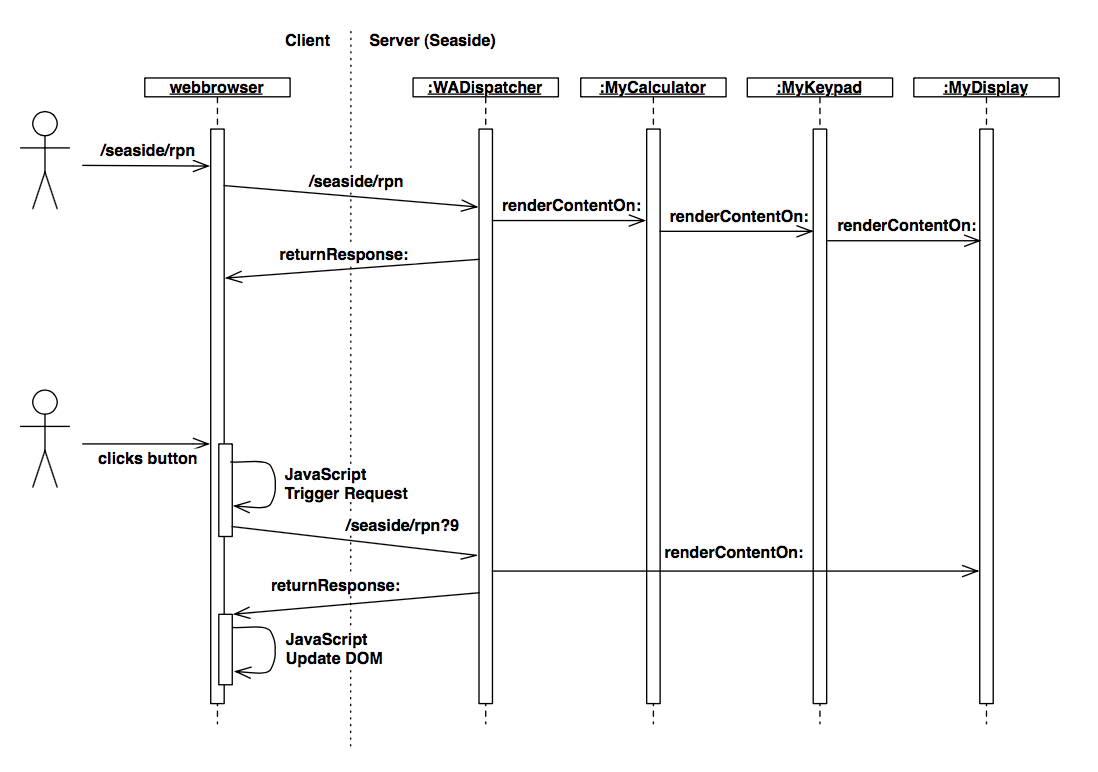 Client
Server (Seaside)
webbrowser
:WADispatcher
:MyCalculator
:MyKeypad
:MyDisplay
/seaside/rpn
/seaside/rpn
renderContentOn:
renderContentOn:
renderContentOn:
returnResponse:
clicks button
JavaScript
Trigger Request
/seaside/rpn?9
renderContentOn:
returnResponse:
JavaScript
Update DOM